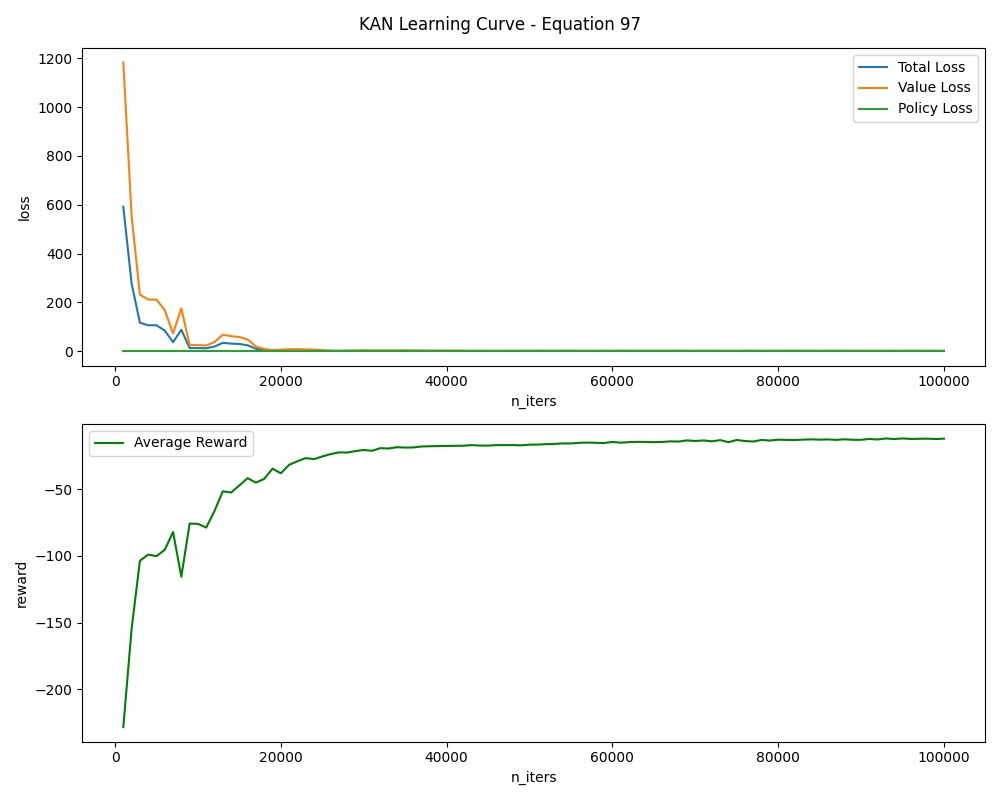 KAN Learning Curve - Equation 97
1200
1000
800
600
400
200
0
loss
Total Loss
Value Loss
Policy Loss
0 20000 40000 60000 80000 100000
n_iters
Average Reward
−50
−100
−150
−200
reward
0 20000 40000 60000 80000 100000
n_iters